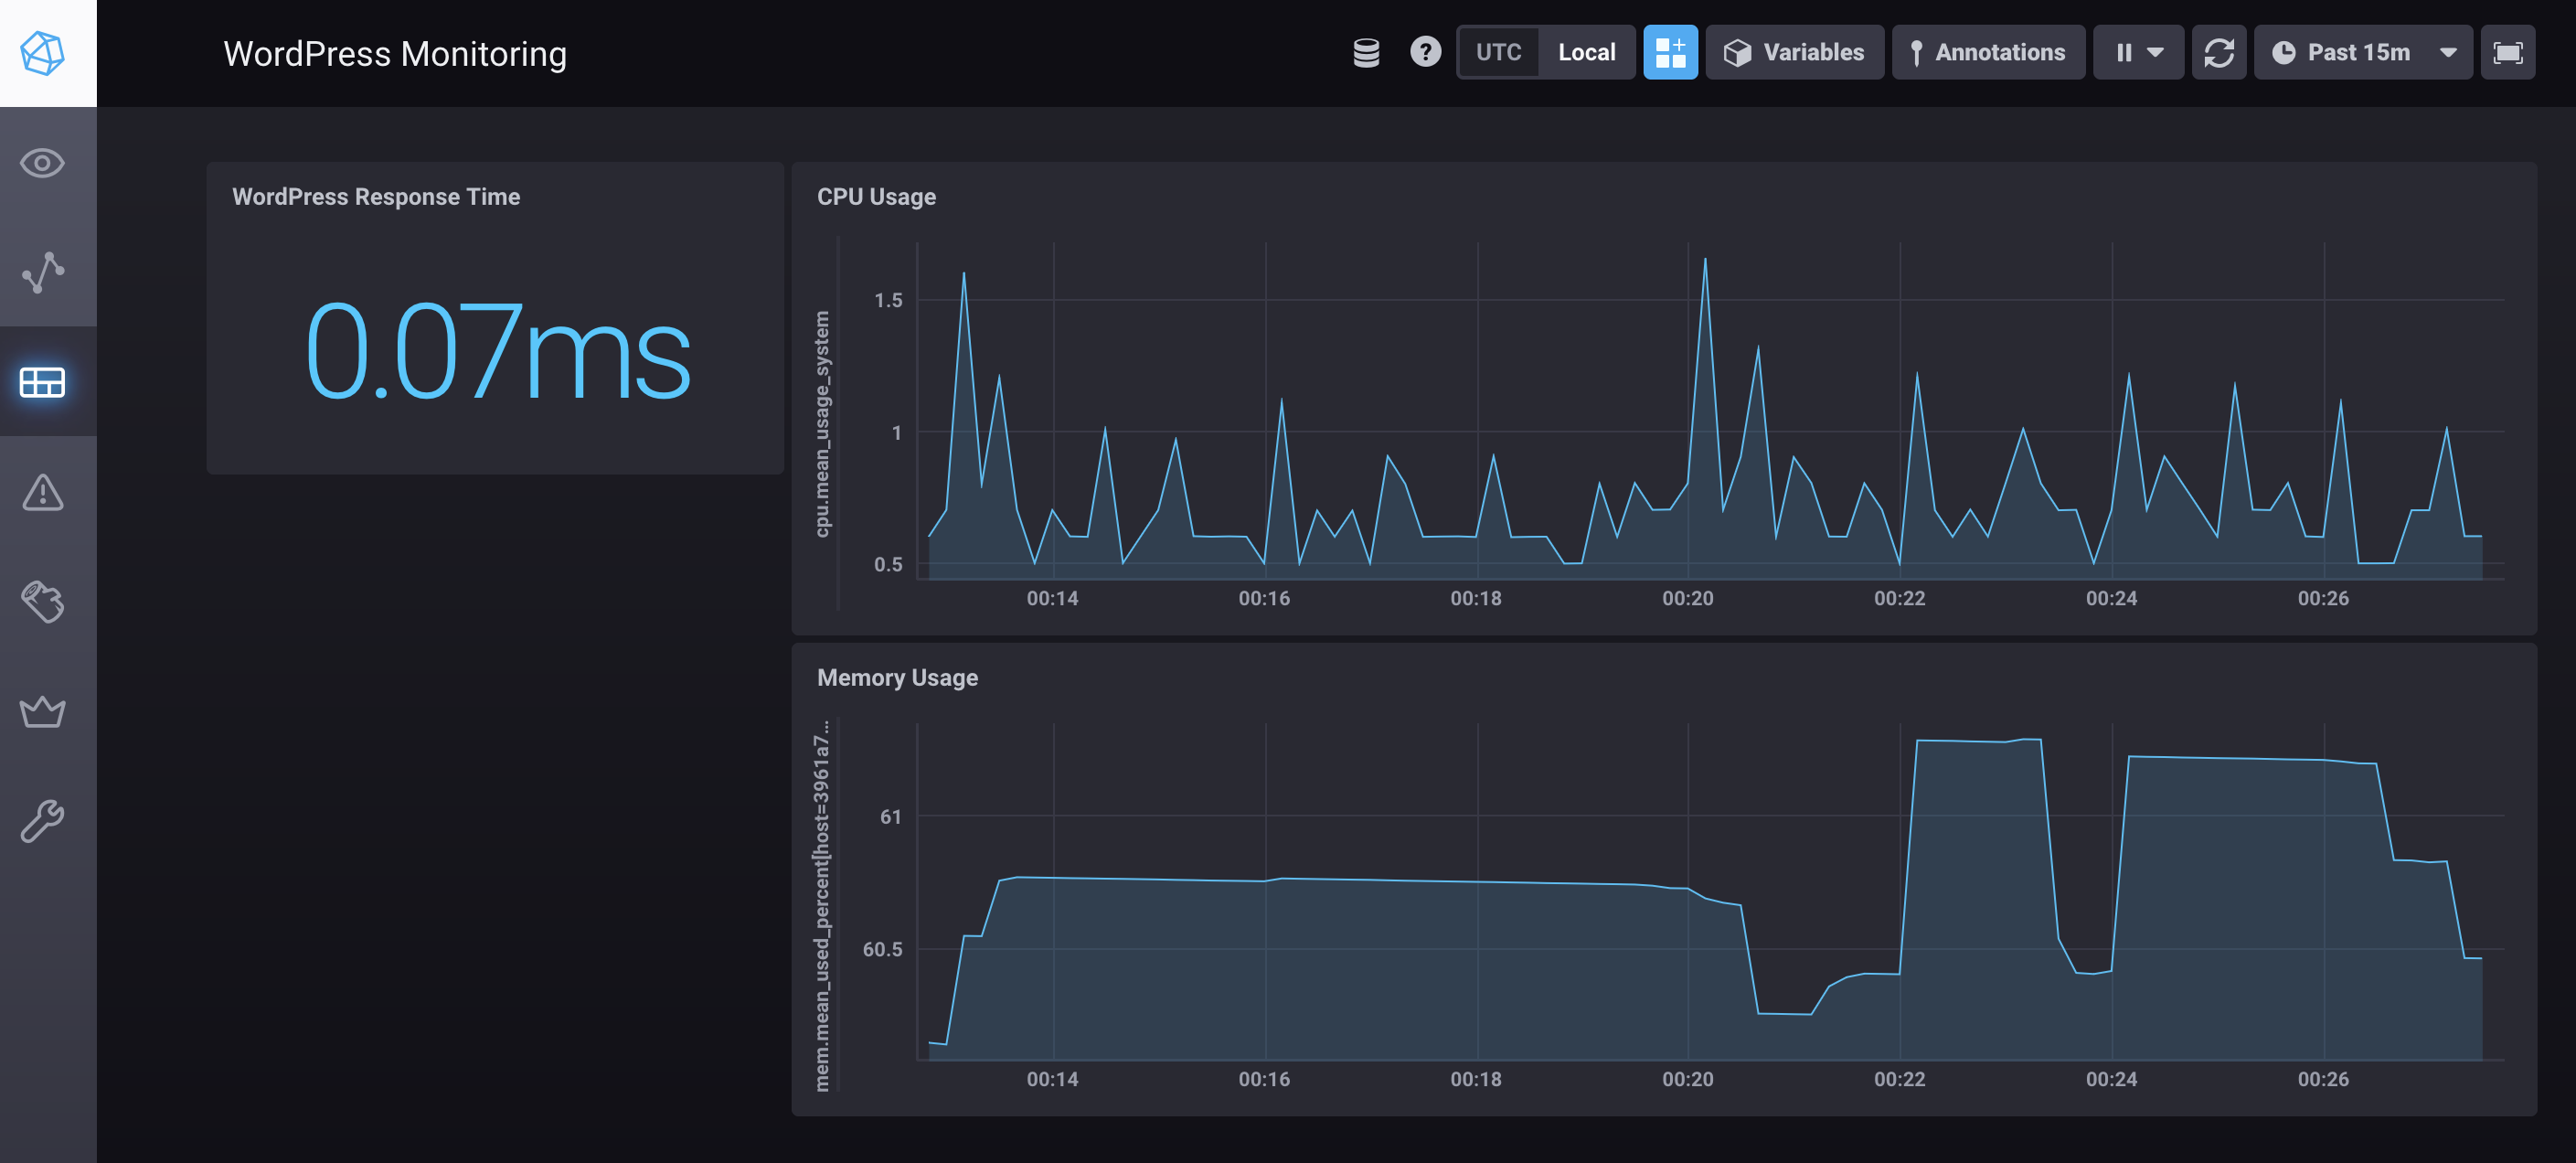 WordPress Monitoring
UTC
Local
Variables
Annotations
Past 15m
WordPress Response Time
0.07ms
CPU Usage
cpu.mean_usage_system
1.5
1
0.5
00:14
00:16
00:18
00:20
00:22
00:24
00:26
Memory Usage
mem.mean_used_percent[host=3961a7...
61
60.5
00:14
00:16
00:18
00:20
00:22
00:24
00:26